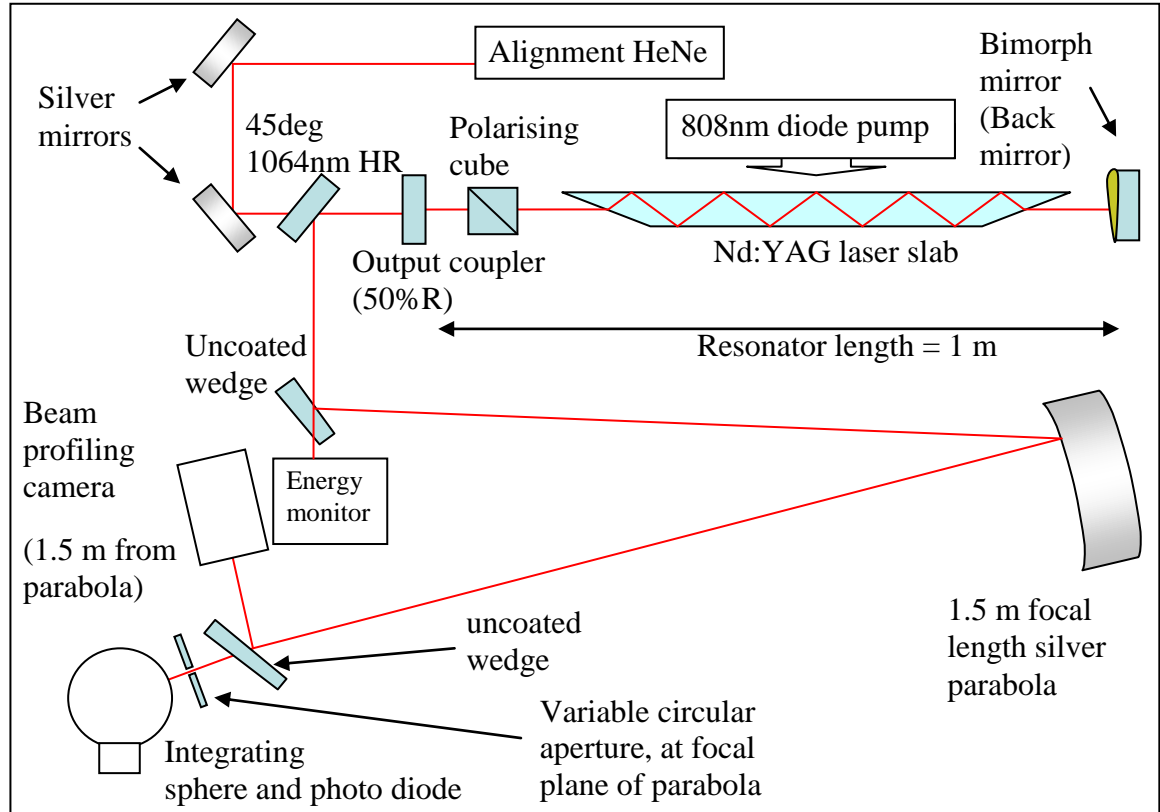 Alignment HeNe
Bimorph
mirror
(Back
mirror)
Silver
mirrors
45deg
1064nm HR
Polarising
cube
808nm diode pump
Nd:YAG laser slab
Output coupler
(50%R)
Resonator length = 1 m
Uncoated
wedge
Beam
profiling
camera
(1.5 m from
parabola)
Energy
monitor
1.5 m focal
length silver
parabola
uncoated
wedge
Variable circular
aperture, at focal
plane of parabola
Integrating
sphere and photo diode